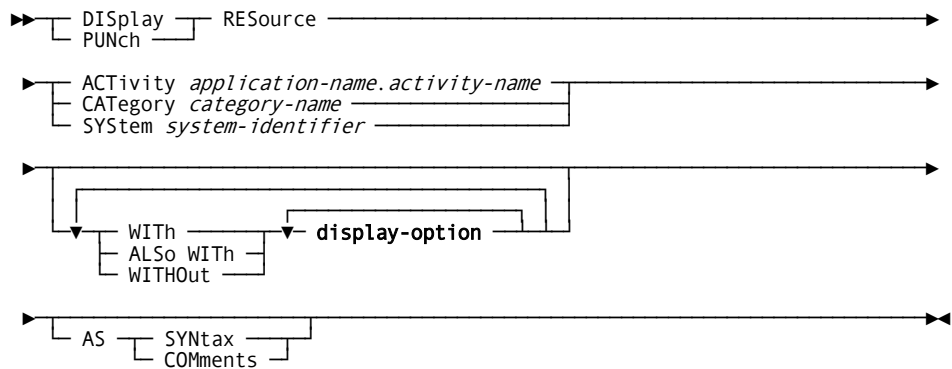 DISplay RESource
PUNch
ACTivity application-name.activity-name
CATegory category-name
SYStem system-identifier
WITh display-option
ALSo WITh
WITHOut
AS SYNtax
COMments